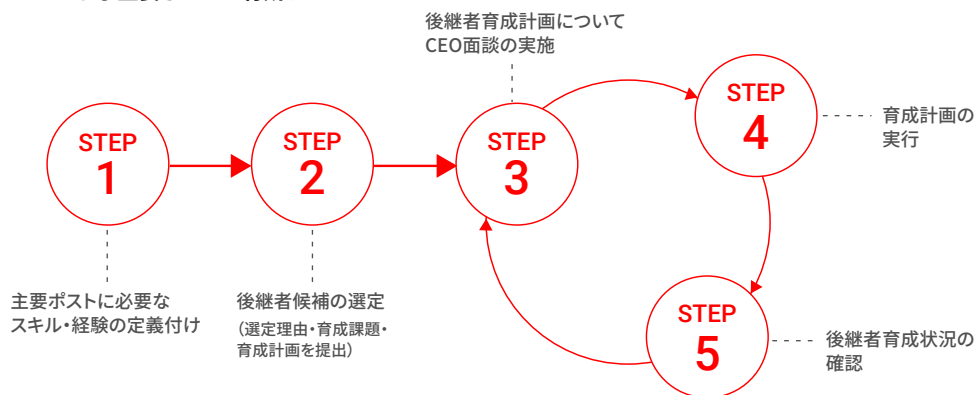 後継者育成計画について
CEO面談の実施
STEP
1
STEP
2
STEP
3
STEP
4
育成計画の
実行
主要ポストに必要な
スキル・経験の定義付け
後継者候補の選定
(選定理由・育成課題・
育成計画を提出)
STEP
5
後継者育成状況の
確認